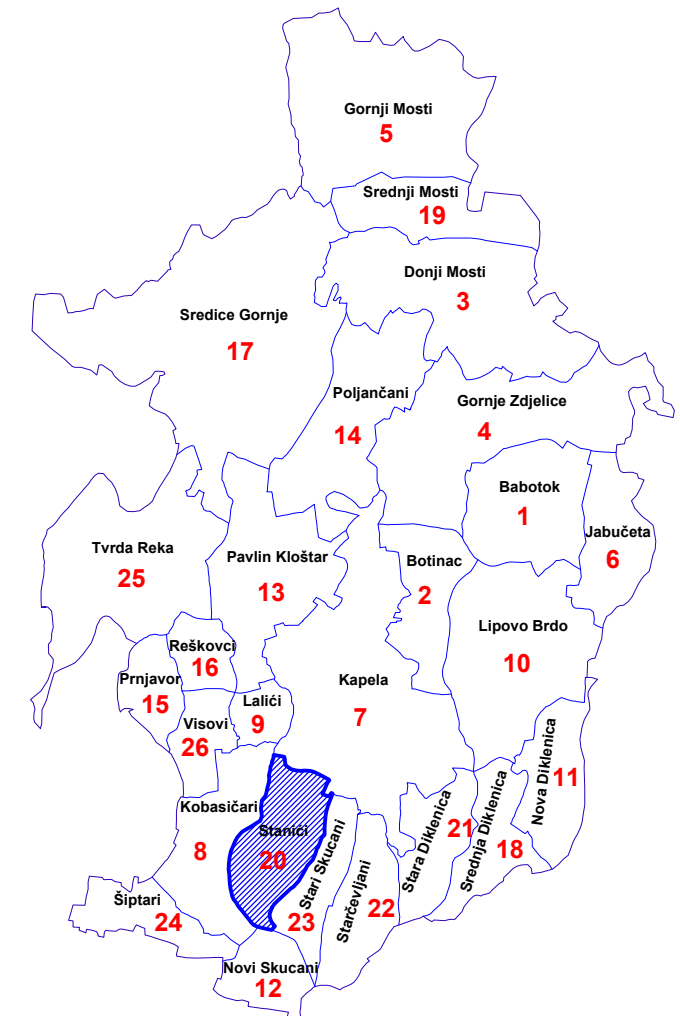 Gornji Mosti
5
Srednji Mosti
19
Donji Mosti
3
Sredice Gornje
17
Poljančani
14
Gornje Zdjelice
4
Babotok
1
Jabučeta
6
Tvrda Reka
25
Pavlin Kloštar
13
Botinac
2
Lipovo Brdo
10
Reškovci
16
Prnjavor
15
Kapela
7
Lalići
9
Visovi
26
Nova Diklenica
11
Kobasičari
8
Stanići
20
Stari Skucani
23
Starčevljani
22
Stara Diklenica
21
Srednja Diklenica
18
Šiptari
24
Novi Skucani
12